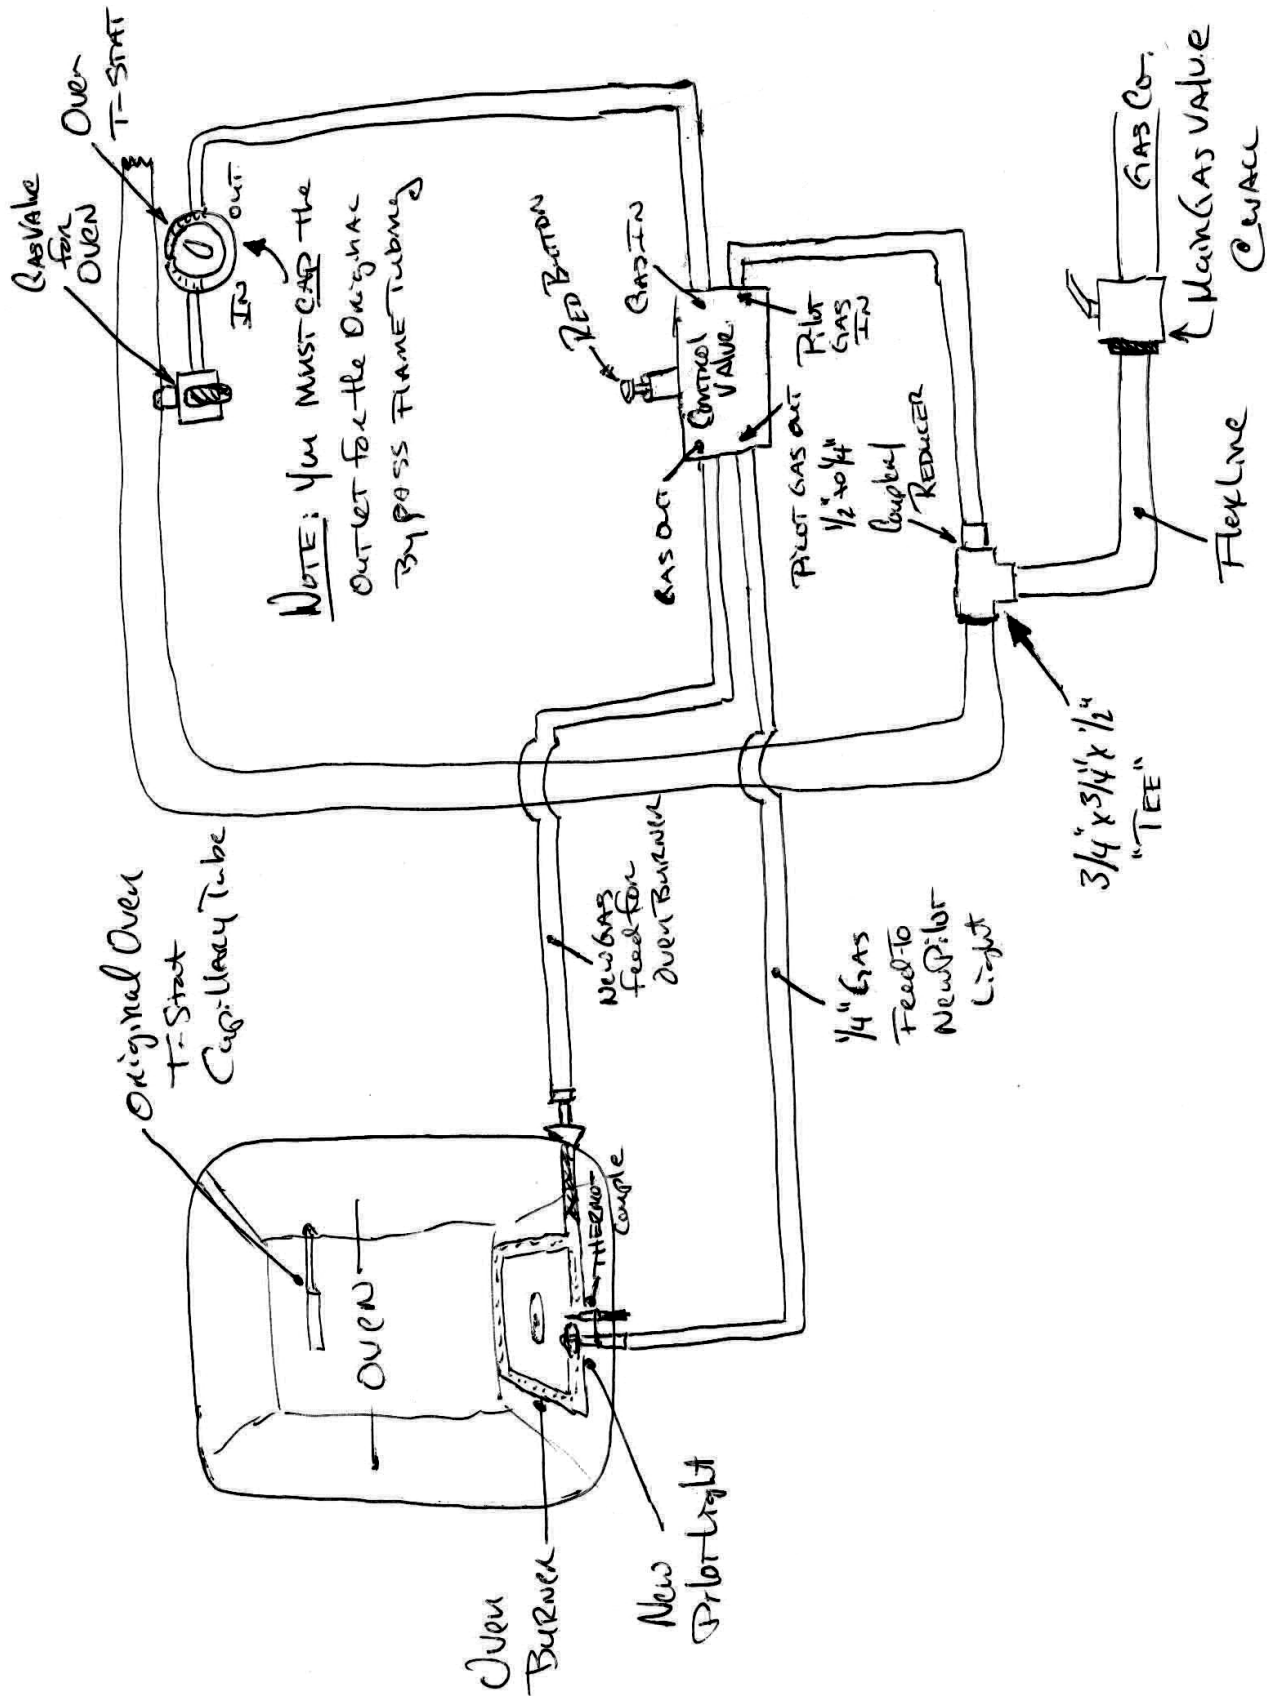 Original Oven
T-Stat
Capillary Tube
Gas Valve
for
OVEN
Oven
T-STAT
IN
OUT
NOTE: You MUST CAP the
Outlet for the Original
Bypass Flame Tubing
OVEN
Oven
BURNER
New
Pilot Light
THERMO-
Couple
New GAS
Feed for
Oven Burner
1/4" GAS
Feed To
New Pilot
Light
RED BUTTON
GAS IN
Control
VALVE
GAS OUT
Pilot
GAS
IN
PILOT GAS OUT
1/2" to 1/4"
Coupler/
REDUCER
3/4" x 3/4" x 1/2"
"TEE"
Flex Line
GAS Co.
Main GAS VALVE
@ WALL